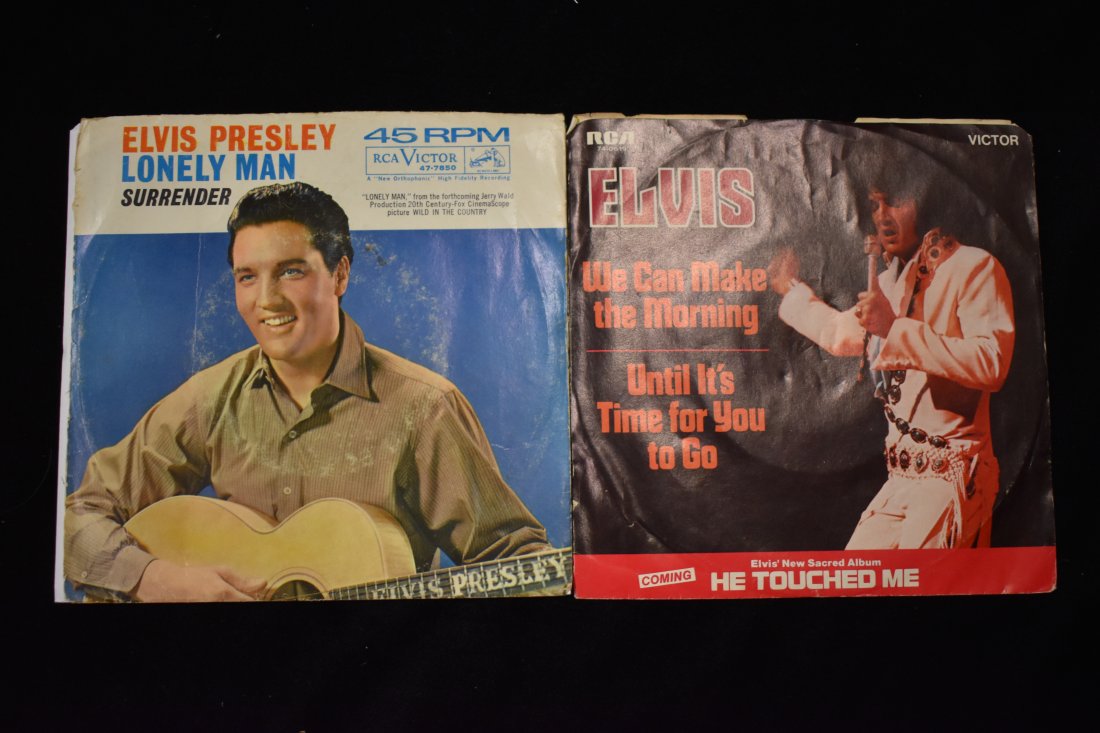 ELVIS PRESLEY
LONELY MAN
SURRENDER
45 RPM
RCA VICTOR
47-7850
A "New Orthophonic" High Fidelity Recording
"LONELY MAN," from the forthcoming Jerry Wald
Production 20th Century-Fox CinemaScope
picture WILD IN THE COUNTRY
ELVIS PRESLEY
RCA
74-0619
VICTOR
ELVIS
We Can Make
the Morning
Until It's
Time for You
to Go
Elvis' New Sacred Album
COMING
HE TOUCHED ME